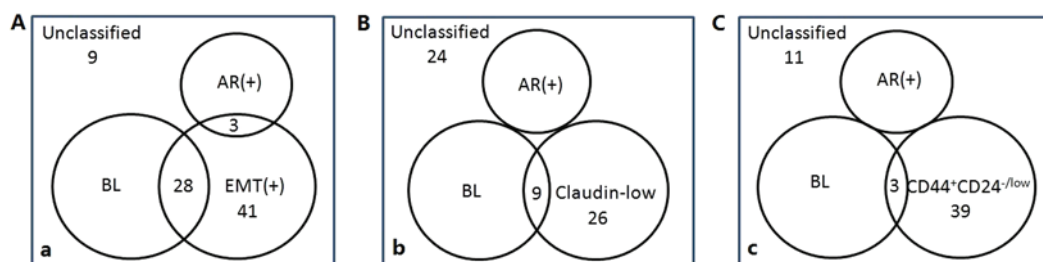 A
Unclassified
9
AR(+)
3
BL
28
EMT(+)
41
a
B
Unclassified
24
AR(+)
BL
9
Claudin-low
26
b
C
Unclassified
11
AR(+)
BL
3
CD44⁺CD24⁻/low
39
c